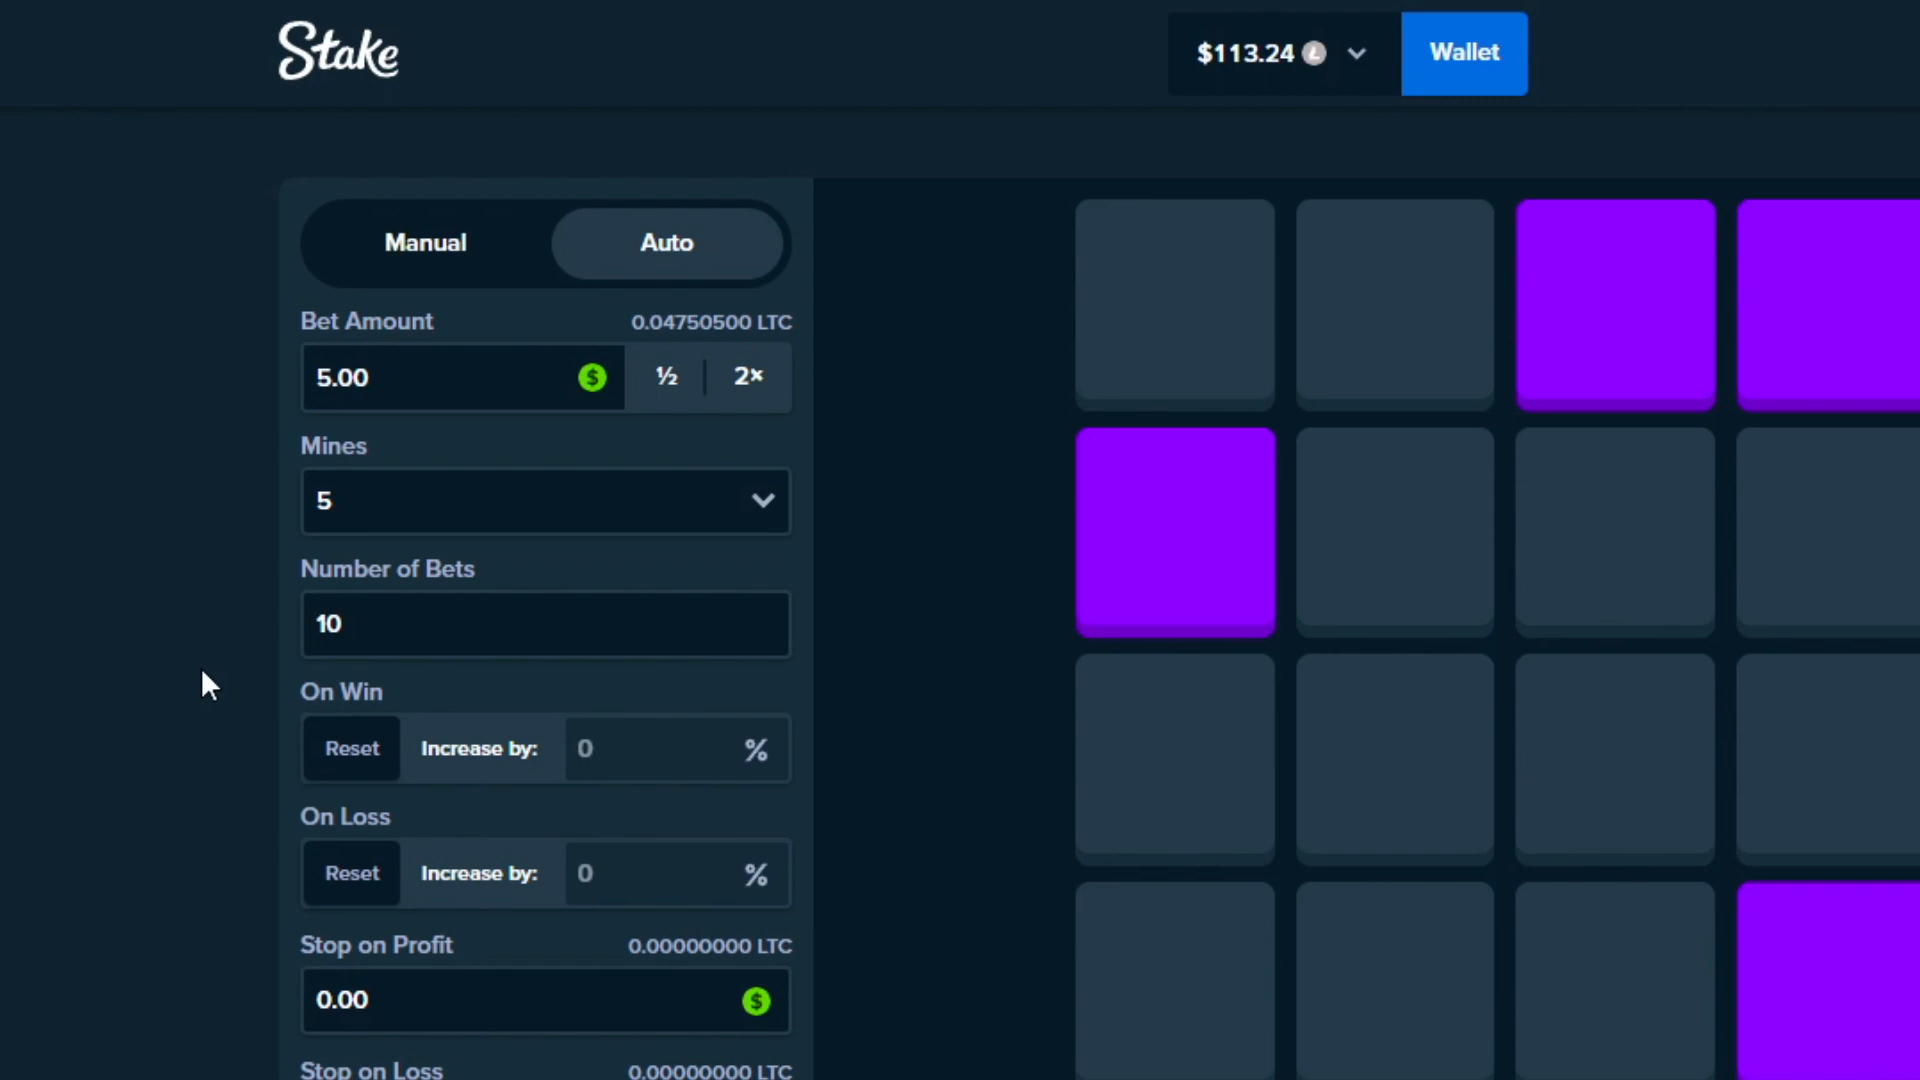 Stake
$113.24
Wallet
Manual
Auto
Bet Amount
0.04750500 LTC
5.00
$
½
2×
Mines
5
Number of Bets
10
On Win
Reset
Increase by:
0
%
On Loss
Reset
Increase by:
0
%
Stop on Profit
0.00000000 LTC
0.00
$
Stop on Loss
0.00000000 LTC